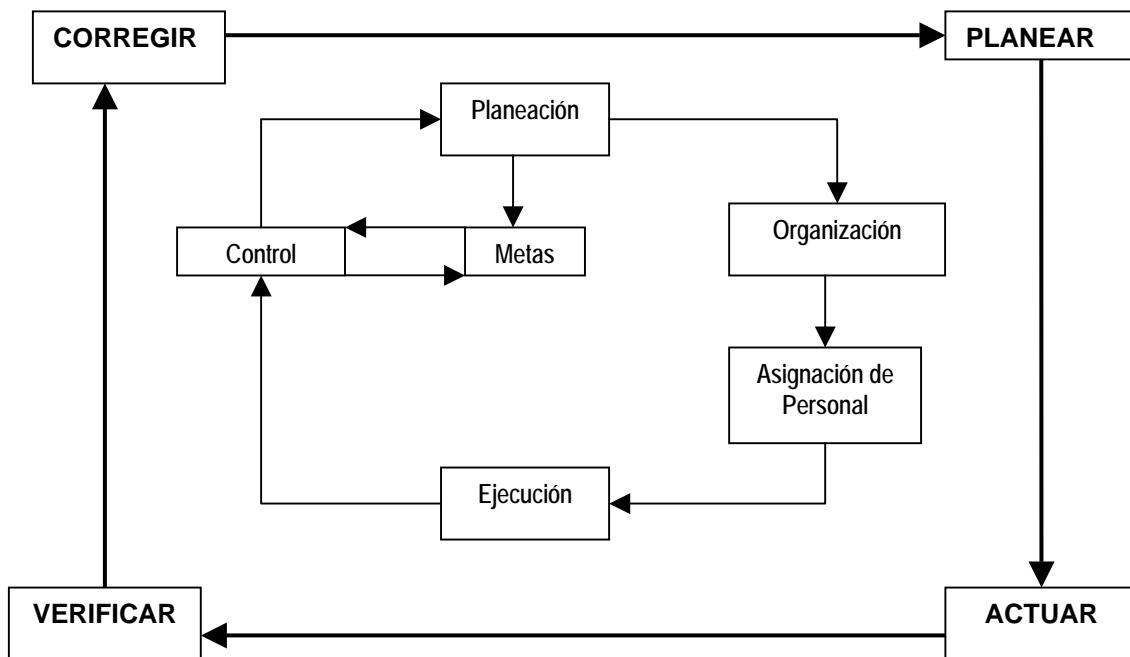 CORREGIR
PLANEAR
Planeación
Organización
Control
Metas
Asignación de
Personal
Ejecución
VERIFICAR
ACTUAR